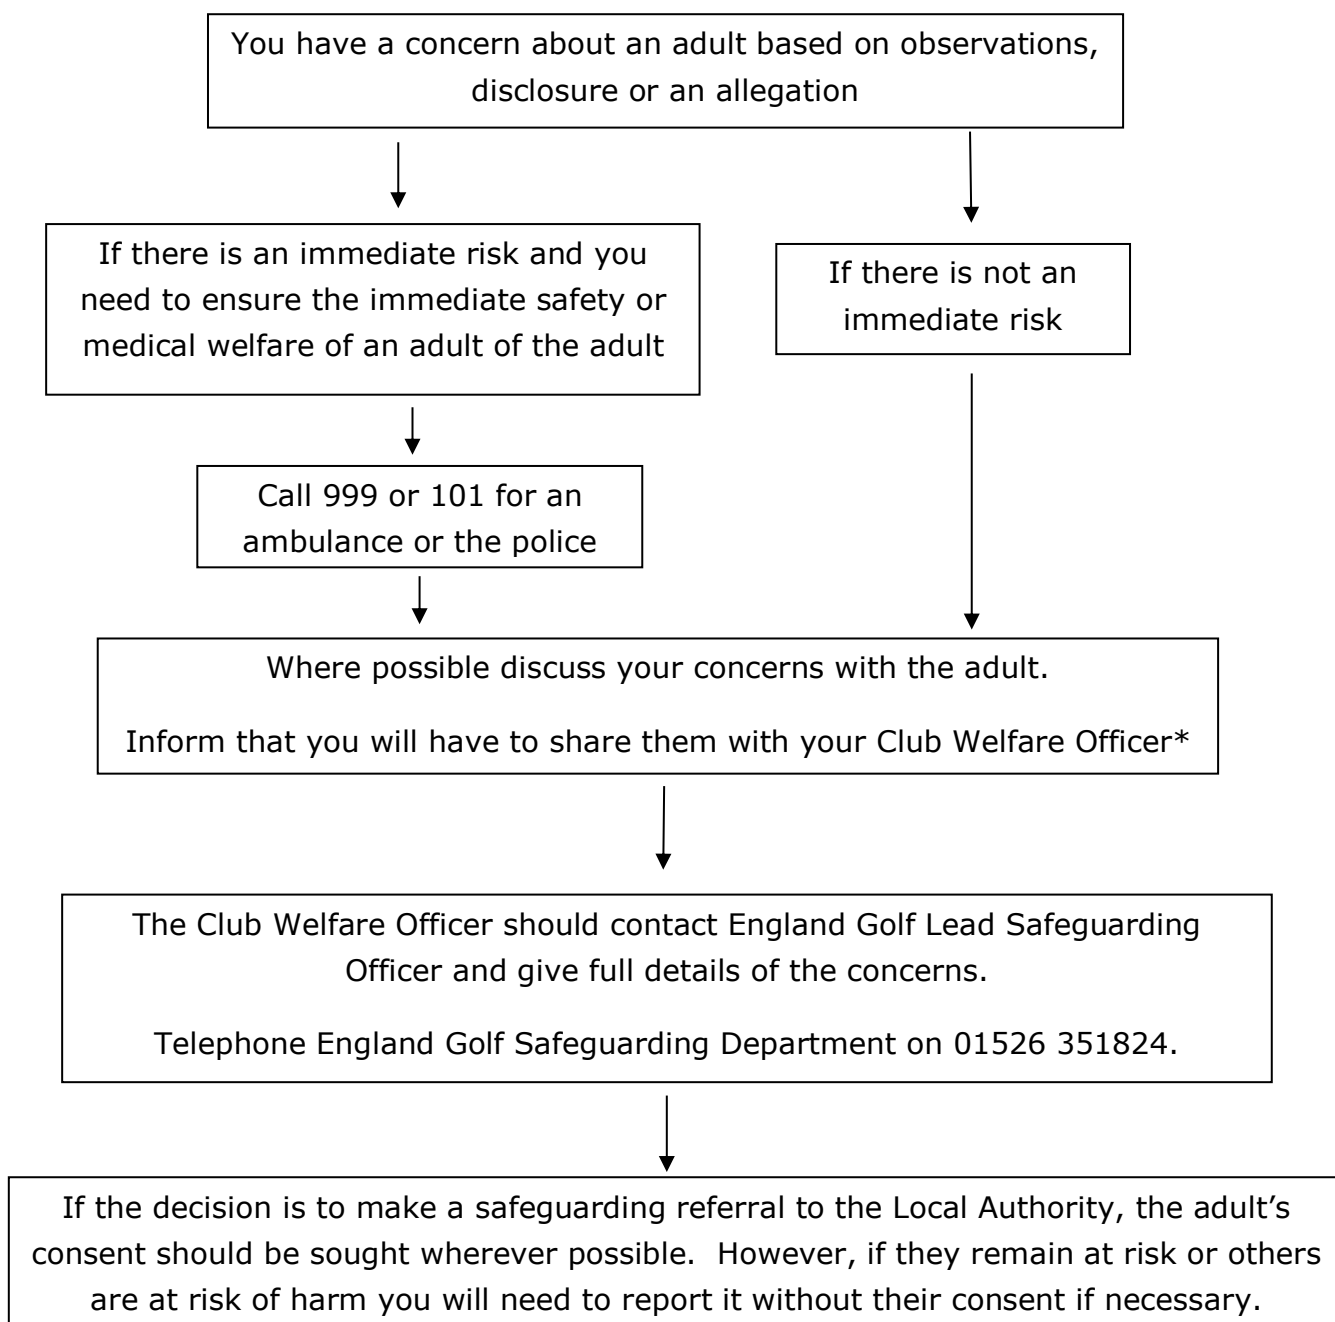 You have a concern about an adult based on observations,
disclosure or an allegation
If there is an immediate risk and you
need to ensure the immediate safety or
medical welfare of an adult of the adult
If there is not an
immediate risk
Call 999 or 101 for an
ambulance or the police
Where possible discuss your concerns with the adult.
Inform that you will have to share them with your Club Welfare Officer*
The Club Welfare Officer should contact England Golf Lead Safeguarding
Officer and give full details of the concerns.
Telephone England Golf Safeguarding Department on 01526 351824.
If the decision is to make a safeguarding referral to the Local Authority, the adult’s
consent should be sought wherever possible.  However, if they remain at risk or others
are at risk of harm you will need to report it without their consent if necessary.